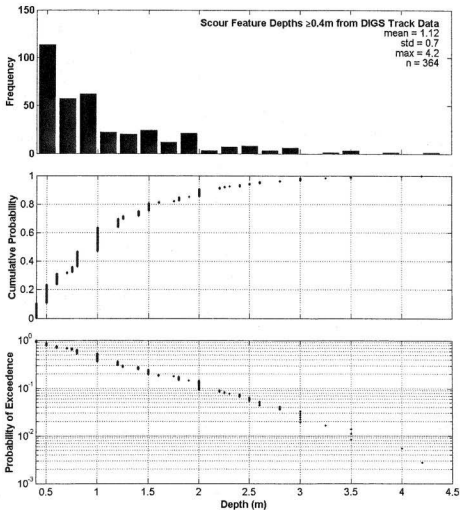 Scour Feature Depths ≥0.4m from DIGS Track Data
mean = 1.12
std = 0.7
max = 4.2
n = 364
Frequency
150
100
50
0
Cumulative Probability
1
0.8
0.6
0.4
0.2
0
Probability of Exceedence
10^0
10^-1
10^-2
10^-3
0.5
1
1.5
2
2.5
3
3.5
4
4.5
Depth (m)